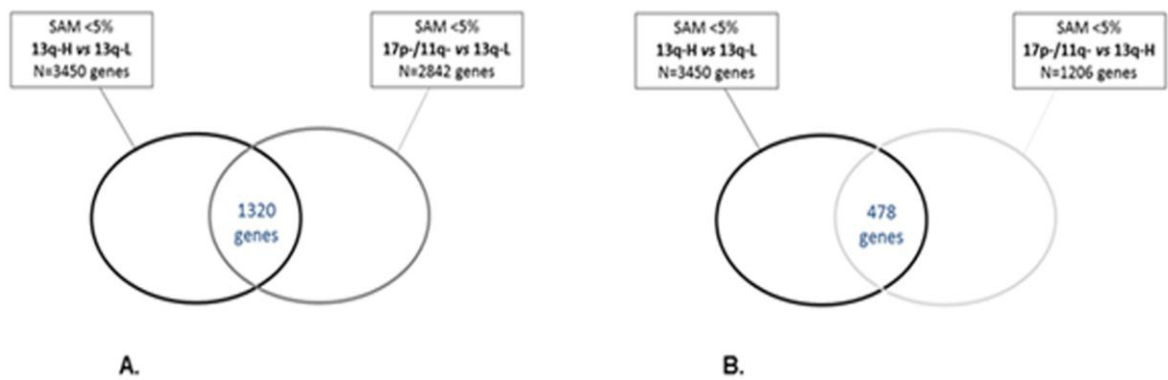 SAM <5%
13q-H vs 13q-L
N=3450 genes
SAM <5%
17p-/11q- vs 13q-L
N=2842 genes
1320
genes
A.
SAM <5%
13q-H vs 13q-L
N=3450 genes
SAM <5%
17p-/11q- vs 13q-H
N=1206 genes
478
genes
B.